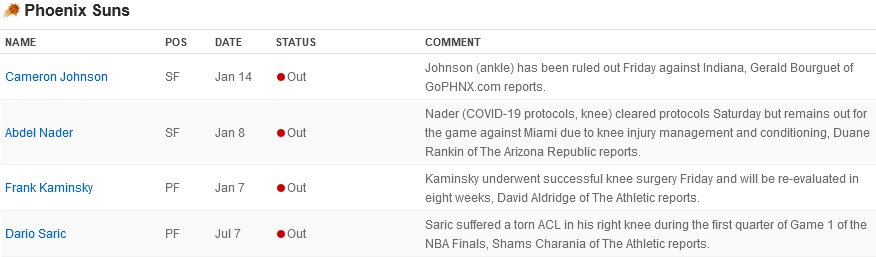 Phoenix Suns
NAME POS DATE STATUS COMMENT
Cameron Johnson SF Jan 14 Out Johnson (ankle) has been ruled out Friday against Indiana, Gerald Bourguet of
GoPHNX.com reports.
Abdel Nader SF Jan 8 Out Nader (COVID-19 protocols, knee) cleared protocols Saturday but remains out for
the game against Miami due to knee injury management and conditioning, Duane
Rankin of The Arizona Republic reports.
Frank Kaminsky PF Jan 7 Out Kaminsky underwent successful knee surgery Friday and will be re-evaluated in
eight weeks, David Aldridge of The Athletic reports.
Dario Saric PF Jul 7 Out Saric suffered a torn ACL in his right knee during the first quarter of Game 1 of the
NBA Finals, Shams Charania of The Athletic reports.